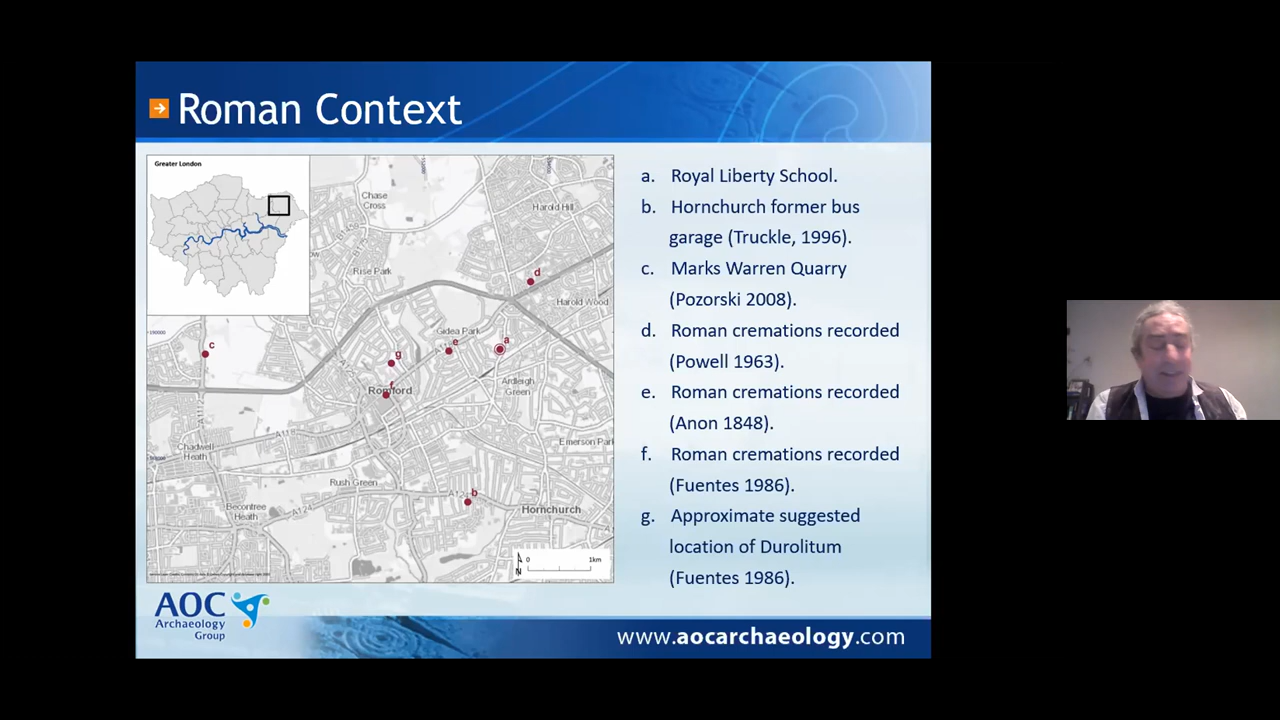 Roman Context
Greater London
Chase
Cross
Harold Hill
Rise Park
d
Harold Wood
c
Gidea Park
e
a
g
f
Romford
Ardleigh
Green
Chadwell
Heath
Emerson Park
Rush Green
b
Becontree
Heath
A124
Hornchurch
0 1km
N
a. Royal Liberty School.
b. Hornchurch former bus
garage (Truckle, 1996).
c. Marks Warren Quarry
(Pozorski 2008).
d. Roman cremations recorded
(Powell 1963).
e. Roman cremations recorded
(Anon 1848).
f. Roman cremations recorded
(Fuentes 1986).
g. Approximate suggested
location of Durolitum
(Fuentes 1986).
AOC
Archaeology
Group
www.aocarchaeology.com